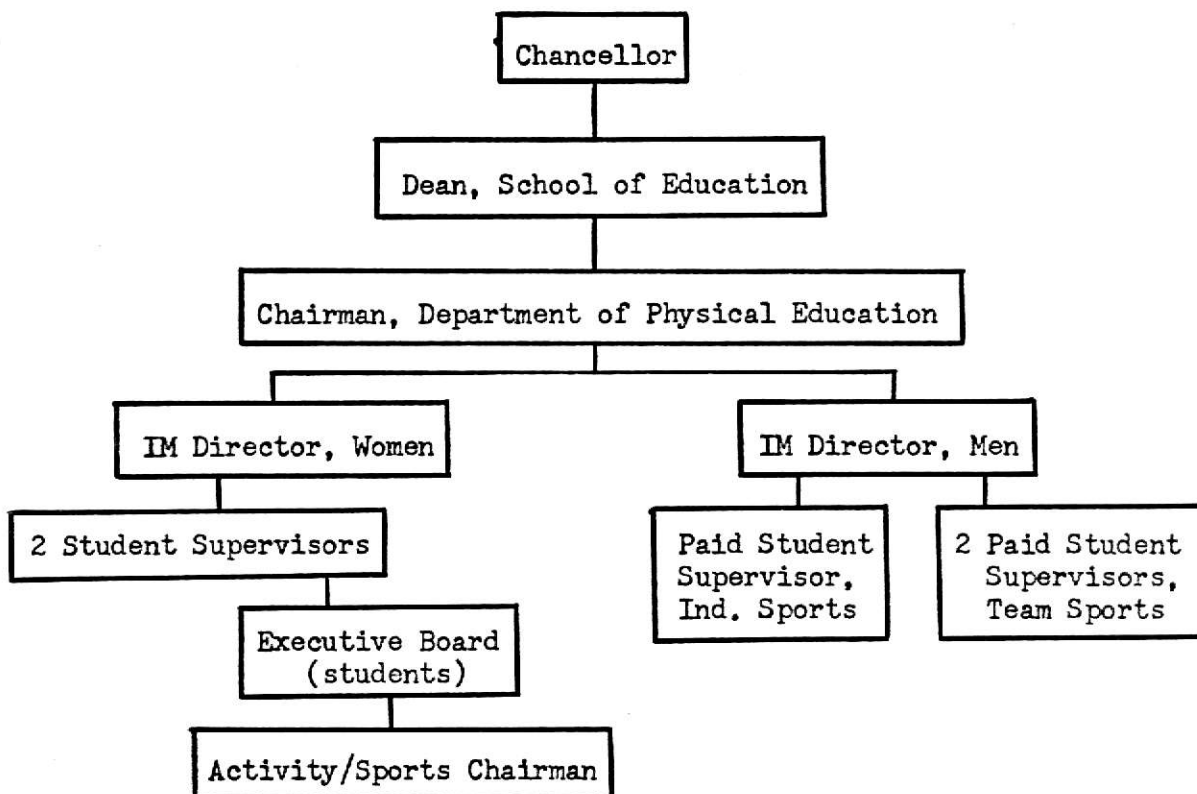 Chancellor
Dean, School of Education
Chairman, Department of Physical Education
IM Director, Women
IM Director, Men
2 Student Supervisors
Paid Student
Supervisor,
Ind. Sports
2 Paid Student
Supervisors,
Team Sports
Executive Board
(students)
Activity/Sports Chairman